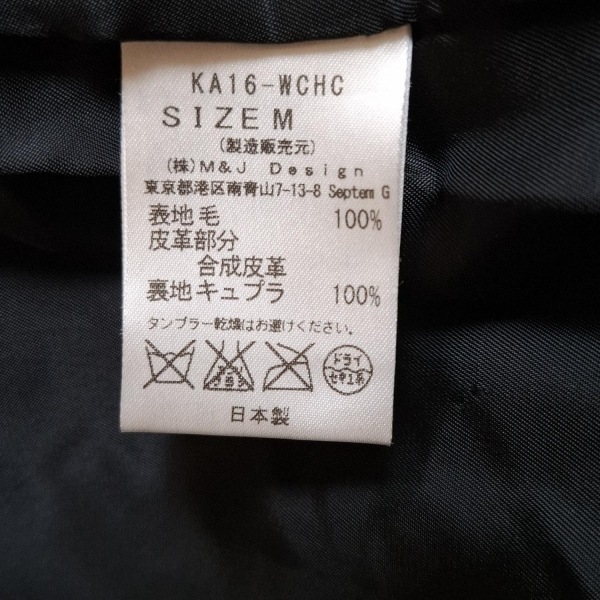 KA16-WCHC
SIZE M
(製造販売元)
(株)M&J Design
東京都港区南青山7-13-8 Septem G
表地 毛 100%
皮革部分
合成皮革
裏地 キュプラ 100%
タンブラー乾燥はお避けください。
ドライ
セキユ系
日本製